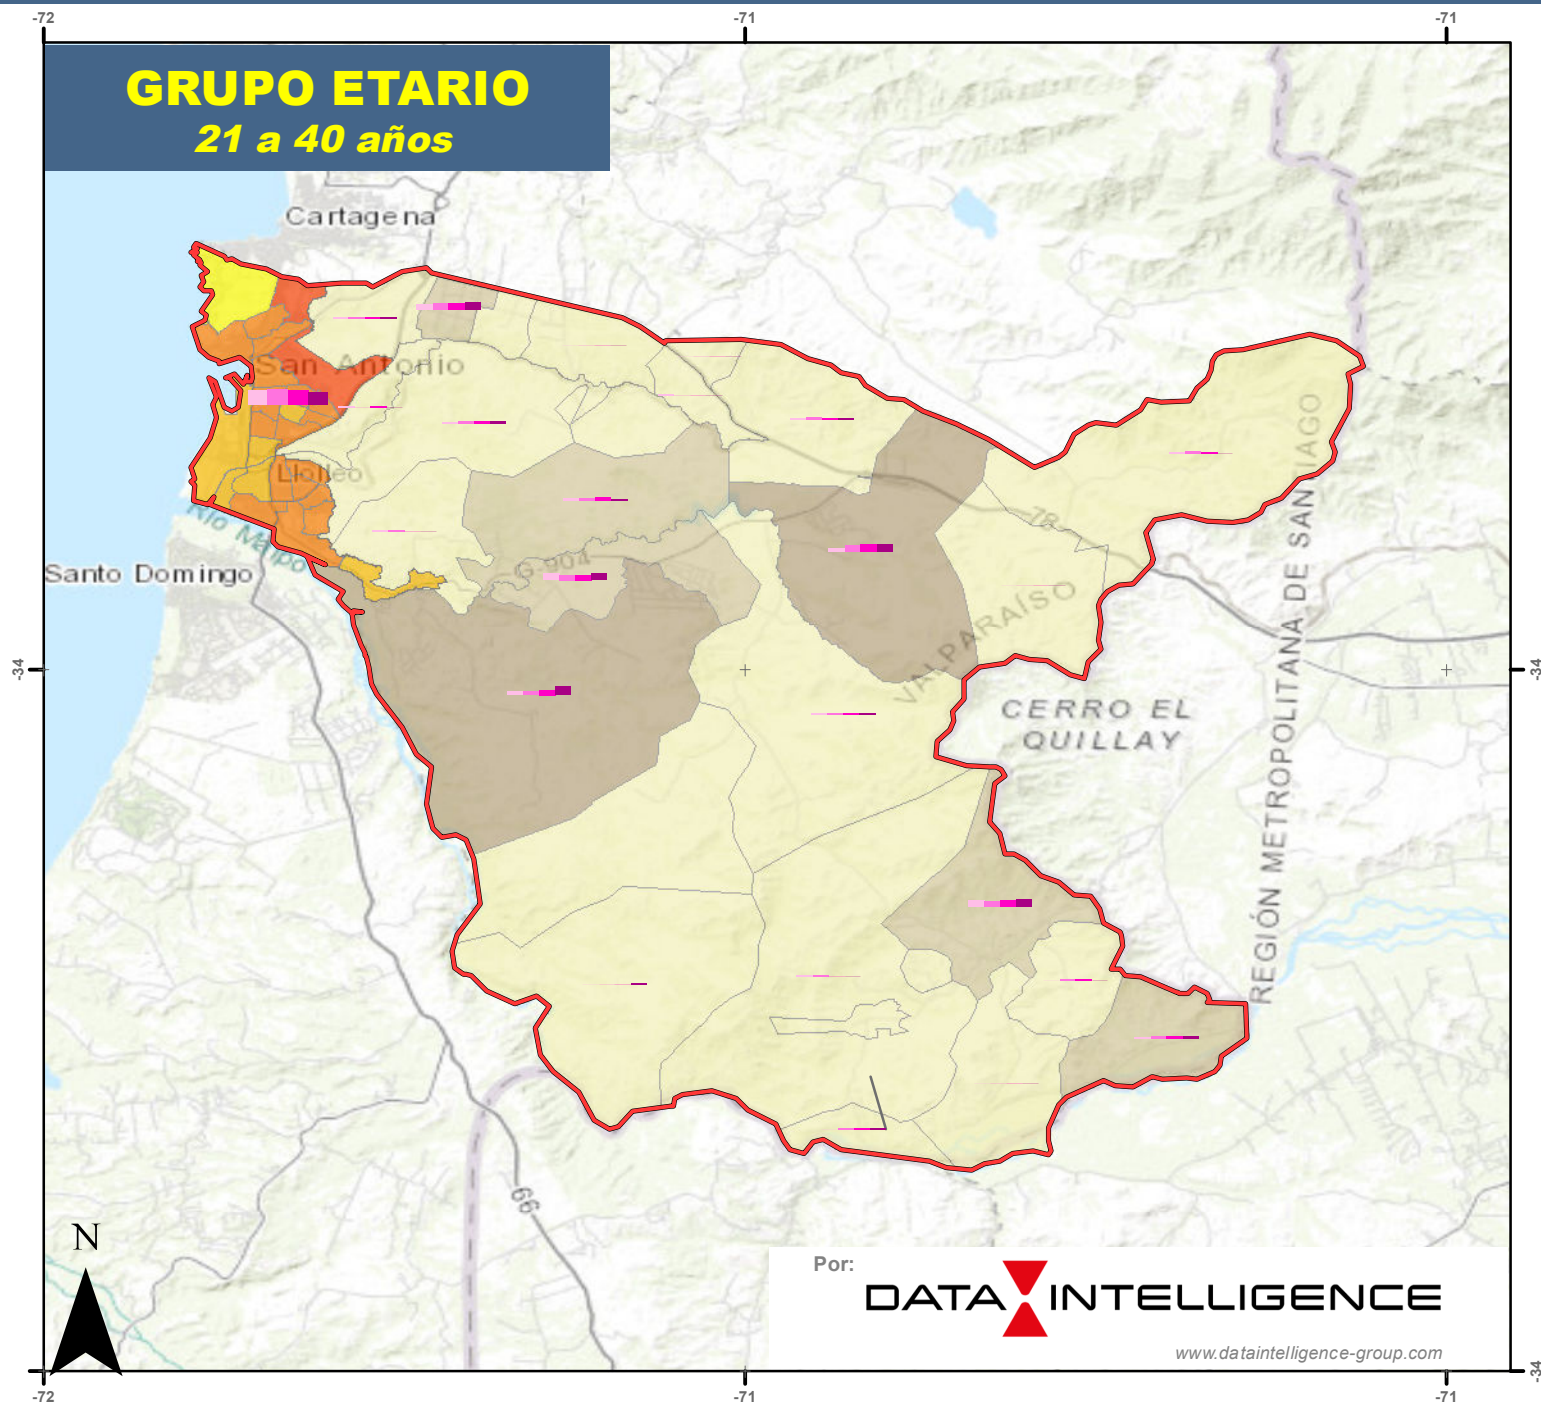 -72
-71
-71
GRUPO ETARIO
21 a 40 años
Cartagena
San Antonio
Llolleo
Río Maipo
Santo Domingo
G-904
78
VALPARAÍSO
REGIÓN METROPOLITANA DE SANTIAGO
-34
-34
CERRO EL
QUILLAY
66
N
Por:
DATA INTELLIGENCE
www.dataintelligence-group.com
-34
-72
-71
-71